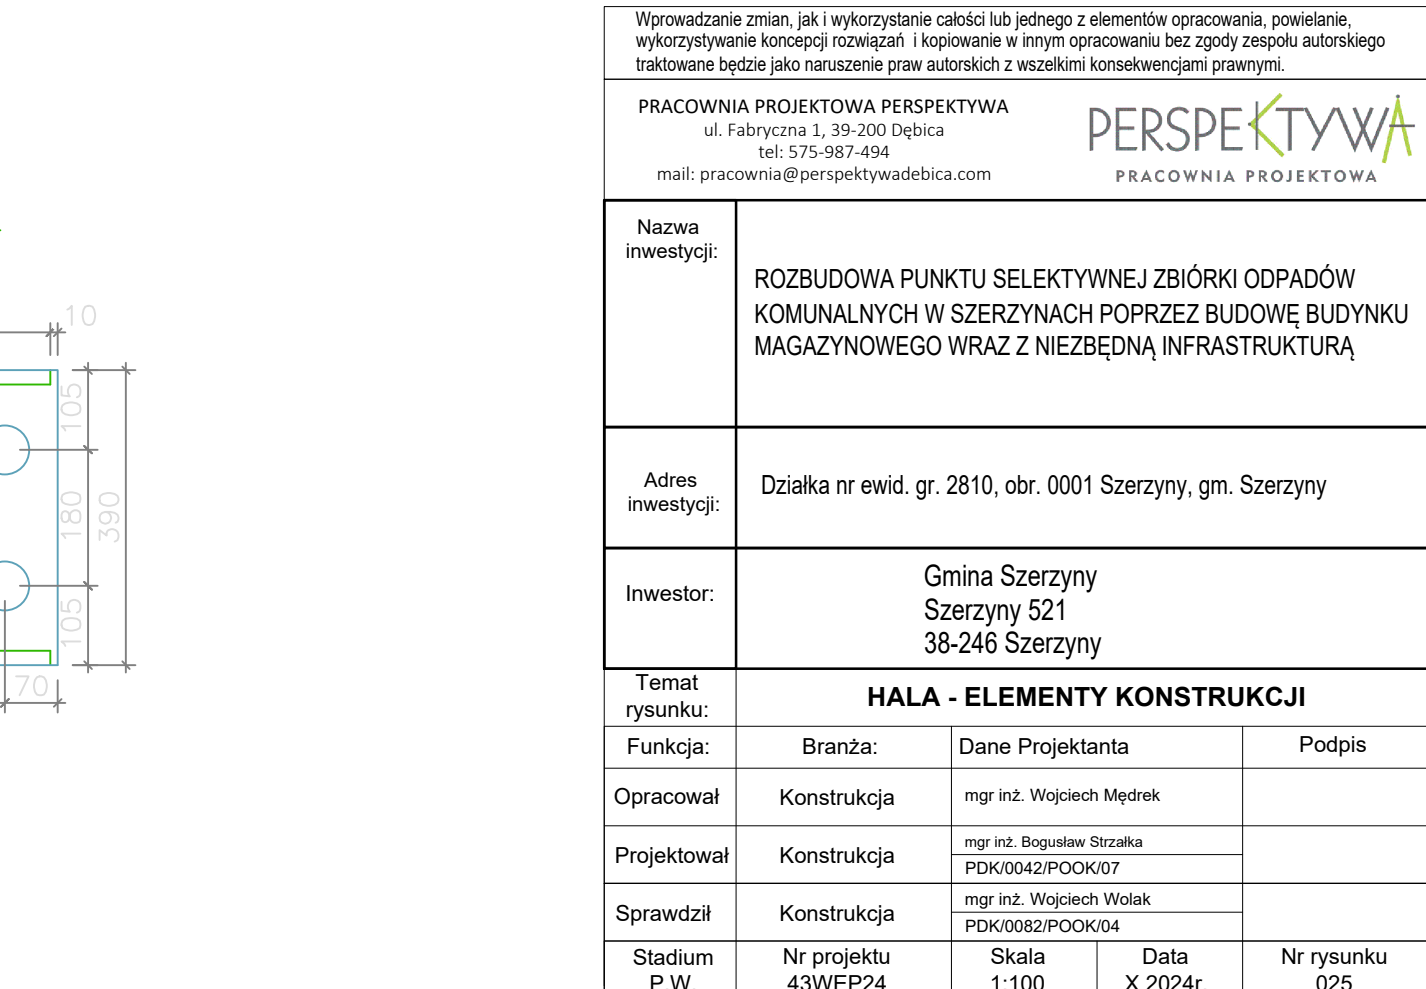 Wprowadzanie zmian, jak i wykorzystanie całości lub jednego z elementów opracowania, powielanie,
wykorzystywanie koncepcji rozwiązań i kopiowanie w innym opracowaniu bez zgody zespołu autorskiego
traktowane będzie jako naruszenie praw autorskich z wszelkimi konsekwencjami prawnymi.
PRACOWNIA PROJEKTOWA PERSPEKTYWA
ul. Fabryczna 1, 39-200 Dębica
tel: 575-987-494
mail: pracownia@perspektywadebica.com
PERSPEKTYWA
PRACOWNIA PROJEKTOWA
Nazwa
inwestycji:
ROZBUDOWA PUNKTU SELEKTYWNEJ ZBIÓRKI ODPADÓW
KOMUNALNYCH W SZERZYNACH POPRZEZ BUDOWĘ BUDYNKU
MAGAZYNOWEGO WRAZ Z NIEZBĘDNĄ INFRASTRUKTURĄ
Adres
inwestycji:
Działka nr ewid. gr. 2810, obr. 0001 Szerzyny, gm. Szerzyny
Inwestor:
Gmina Szerzyny
Szerzyny 521
38-246 Szerzyny
Temat
rysunku:
HALA - ELEMENTY KONSTRUKCJI
Funkcja: Branża: Dane Projektanta Podpis
Opracował Konstrukcja mgr inż. Wojciech Mędrek
Projektował Konstrukcja mgr inż. Bogusław Strzałka
PDK/0042/POOK/07
Sprawdził Konstrukcja mgr inż. Wojciech Wolak
PDK/0082/POOK/04
Stadium Nr projektu Skala Data Nr rysunku
P.W. 43WEP24 1:100 X 2024r. 025
10
105
180
390
105
70